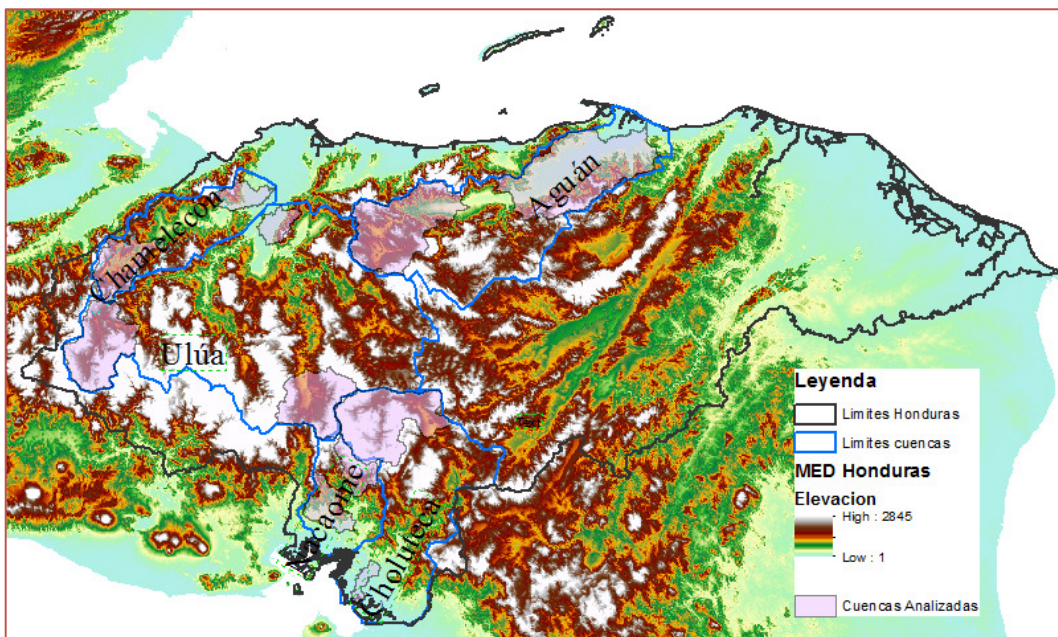 Aguán
Chamelecón
Ulúa
Nacaome
Choluteca
Leyenda
Limites Honduras
Limites cuencas
MED Honduras
Elevacion
High : 2845
Low : 1
Cuencas Analizadas